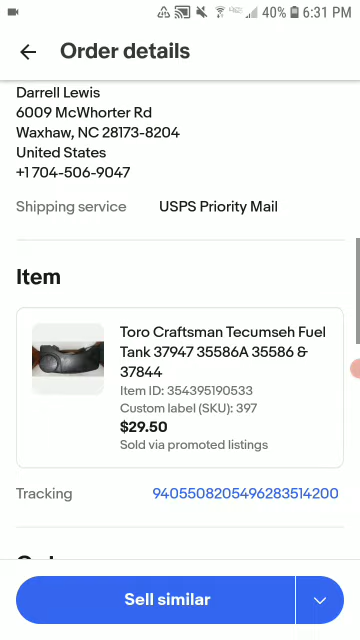 40% 6:31 PM
Order details
Darrell Lewis
6009 McWhorter Rd
Waxhaw, NC 28173-8204
United States
+1 704-506-9047
Shipping service USPS Priority Mail
Item
Toro Craftsman Tecumseh Fuel
Tank 37947 35586A 35586 &
37844
Item ID: 354395190533
Custom label (SKU): 397
$29.50
Sold via promoted listings
Tracking 9405508205496283514200
Sell similar